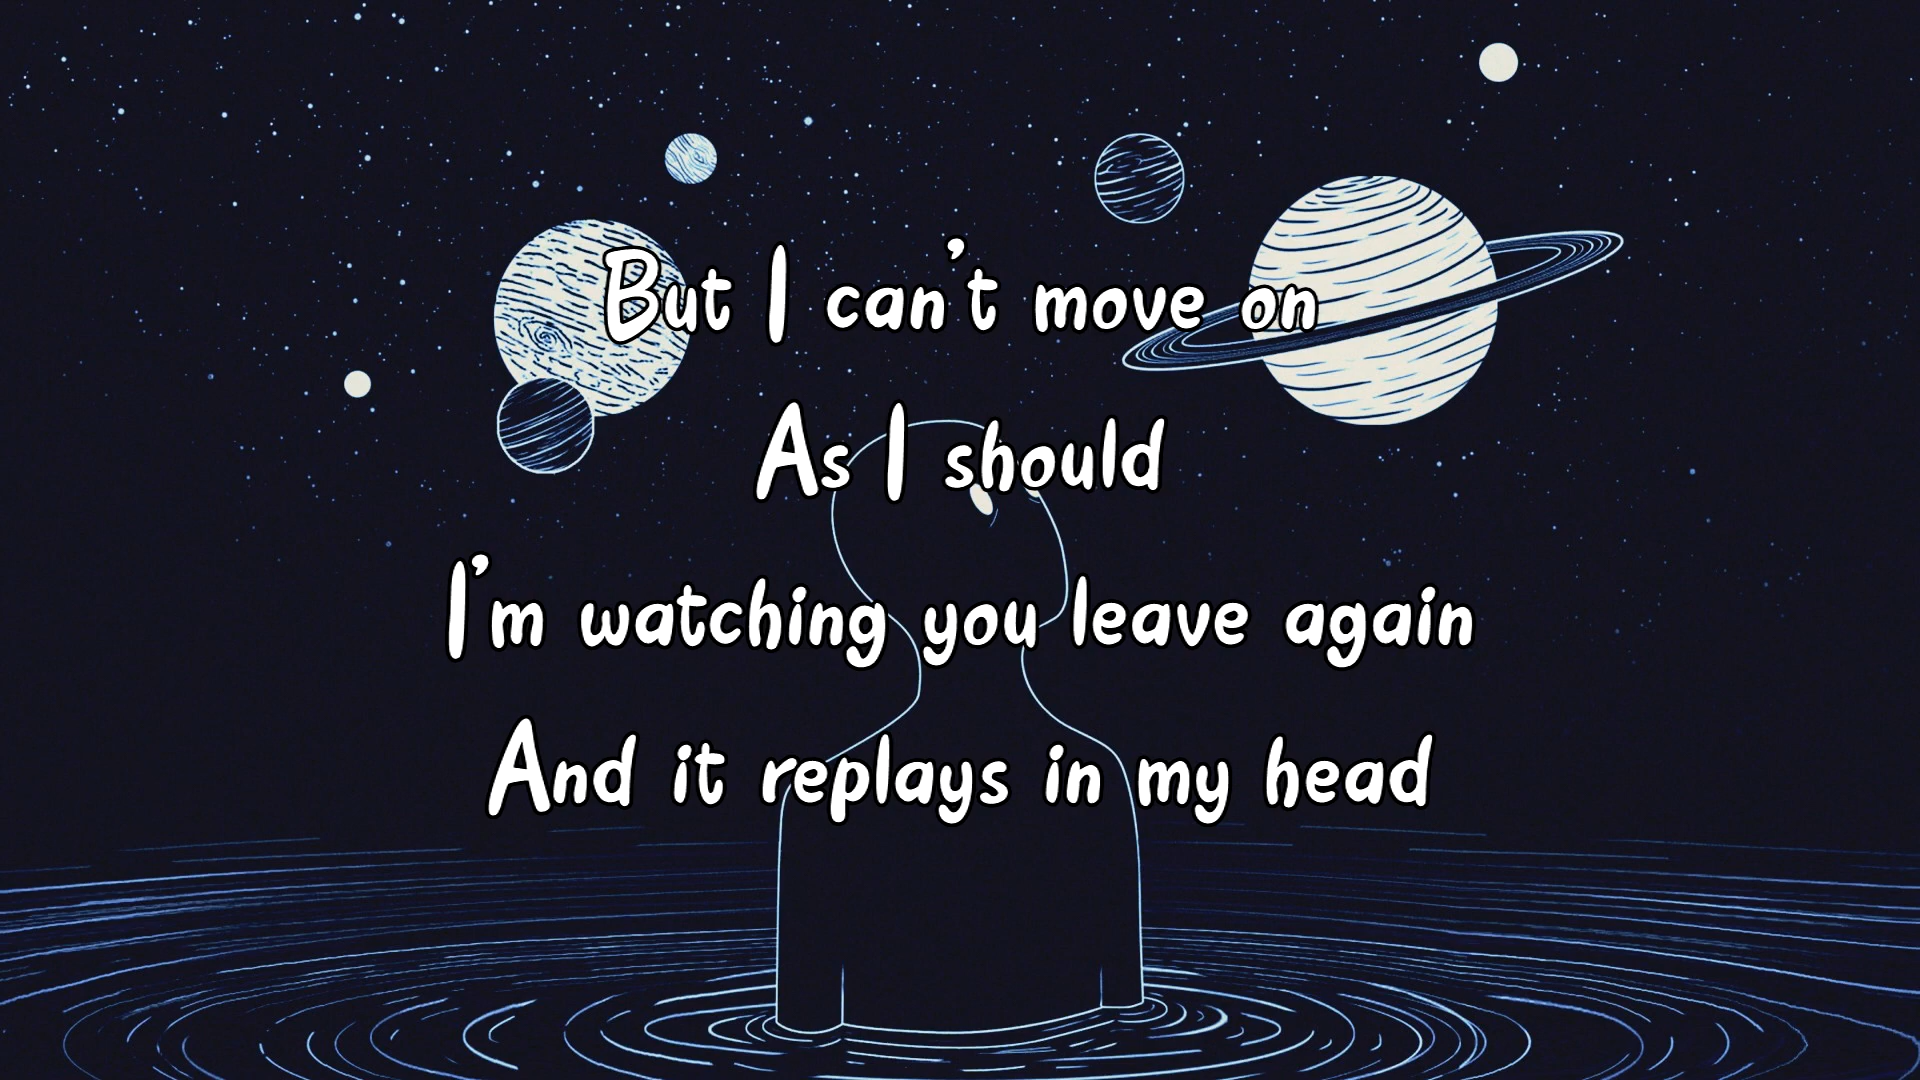 But I can't move on
As I should
I'm watching you leave again
And it replays in my head